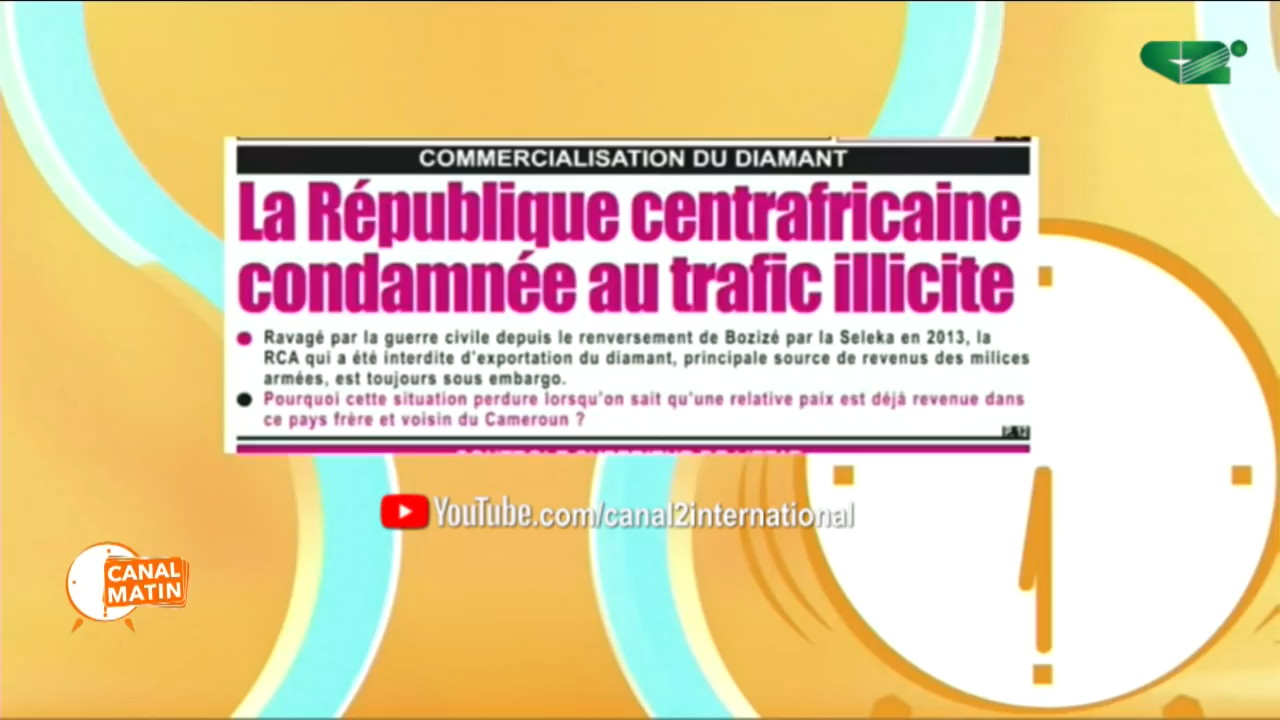 COMMERCIALISATION DU DIAMANT
La République centrafricaine
condamnée au trafic illicite
Ravagé par la guerre civile depuis le renversement de Bozizé par la Seleka en 2013, la
RCA qui a été interdite d'exportation du diamant, principale source de revenus des milices
armées, est toujours sous embargo.
Pourquoi cette situation perdure lorsqu'on sait qu'une relative paix est déjà revenue dans
ce pays frère et voisin du Cameroun ?
P. 12
YouTube.com/canal2international
CANAL
MATIN